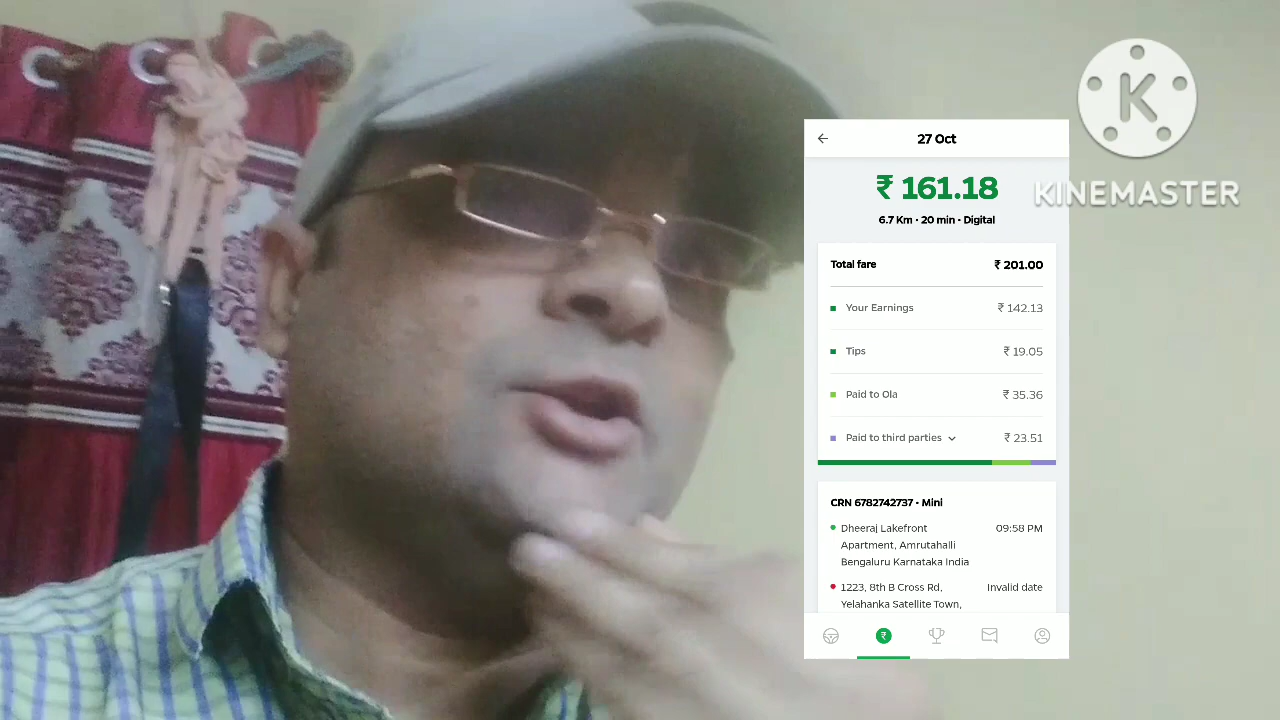 27 Oct
₹ 161.18
6.7 Km · 20 min · Digital
Total fare ₹ 201.00
Your Earnings ₹ 142.13
Tips ₹ 19.05
Paid to Ola ₹ 35.36
Paid to third parties ₹ 23.51
CRN 6782742737 · Mini
Dheeraj Lakefront 09:58 PM
Apartment, Amrutahalli
Bengaluru Karnataka India
1223, 8th B Cross Rd, Invalid date
Yelahanka Satellite Town,
₹
K
KINEMASTER